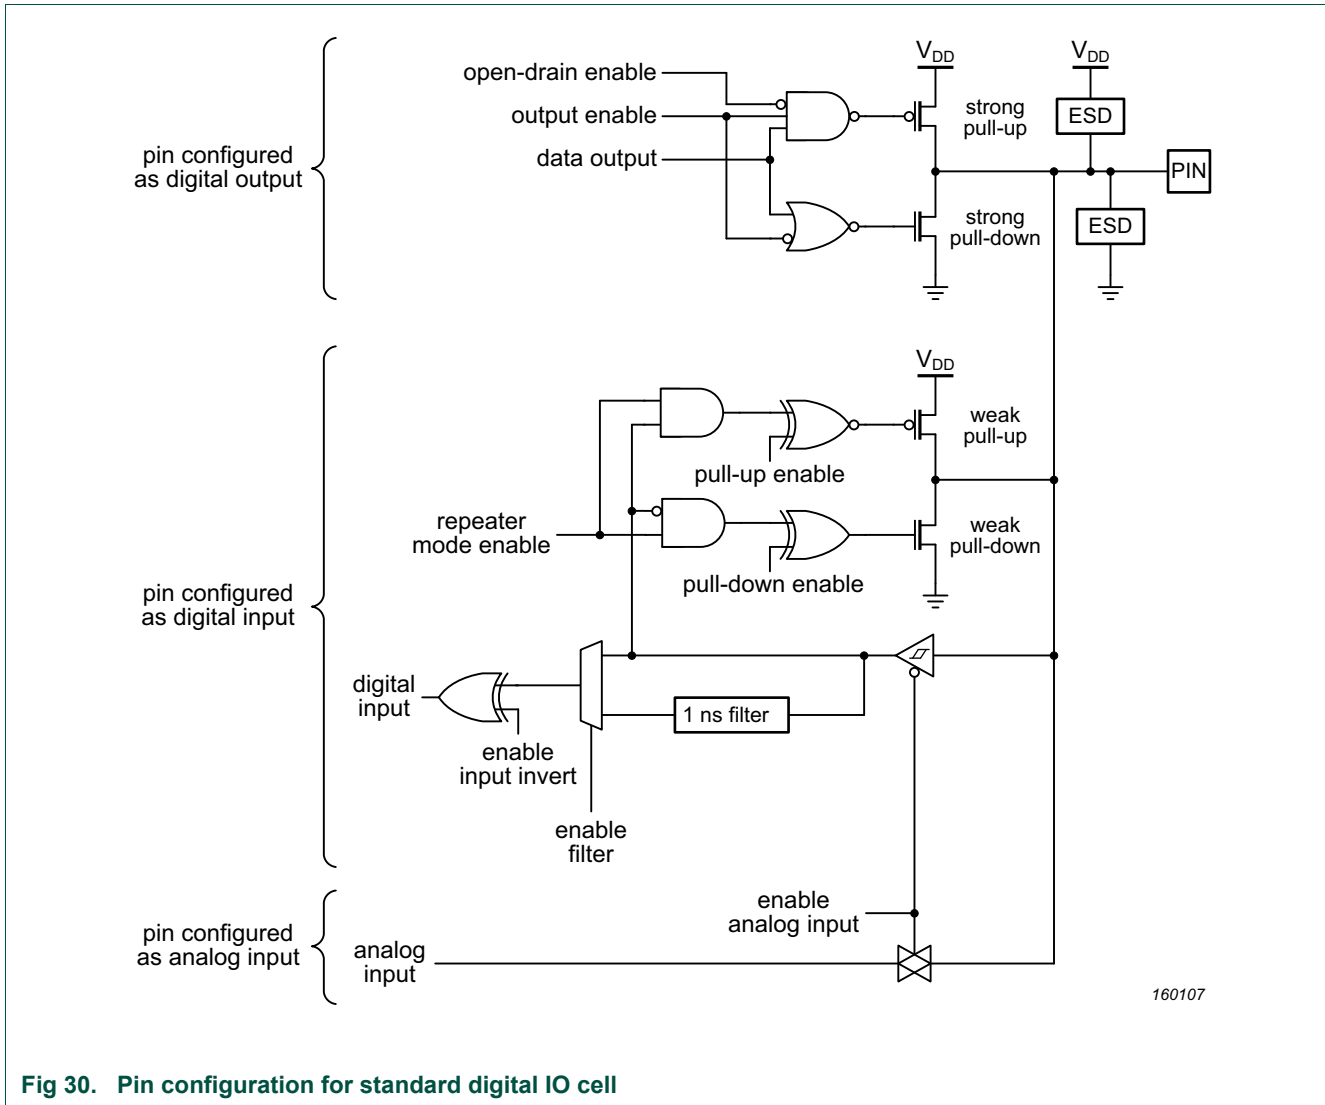 open-drain enable
output enable
data output
pin configured
as digital output
VDD
strong
pull-up
strong
pull-down
VDD
ESD
PIN
ESD
VDD
weak
pull-up
pull-up enable
repeater
mode enable
weak
pull-down
pull-down enable
pin configured
as digital input
digital
input
1 ns filter
enable
input invert
enable
filter
enable
analog input
pin configured
as analog input
analog
input
160107
Fig 30. Pin configuration for standard digital IO cell